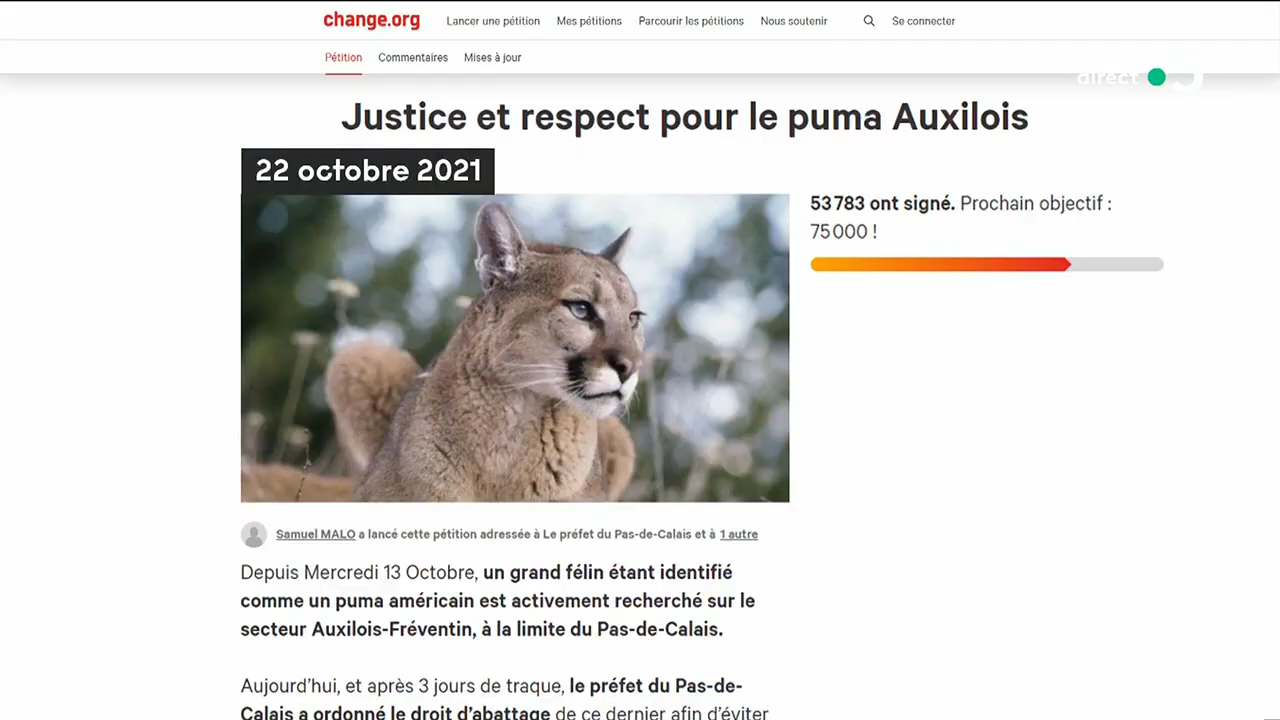 change.org
Lancer une pétition
Mes pétitions
Parcourir les pétitions
Nous soutenir
Se connecter
Pétition
Commentaires
Mises à jour
direct
Justice et respect pour le puma Auxilois
22 octobre 2021
53 783 ont signé. Prochain objectif :
75 000 !
Samuel MALO a lancé cette pétition adressée à Le préfet du Pas-de-Calais et à 1 autre
Depuis Mercredi 13 Octobre, un grand félin étant identifié
comme un puma américain est activement recherché sur le
secteur Auxilois-Fréventin, à la limite du Pas-de-Calais.
Aujourd’hui, et après 3 jours de traque, le préfet du Pas-de-
Calais a ordonné le droit d’abattage de ce dernier afin d’éviter